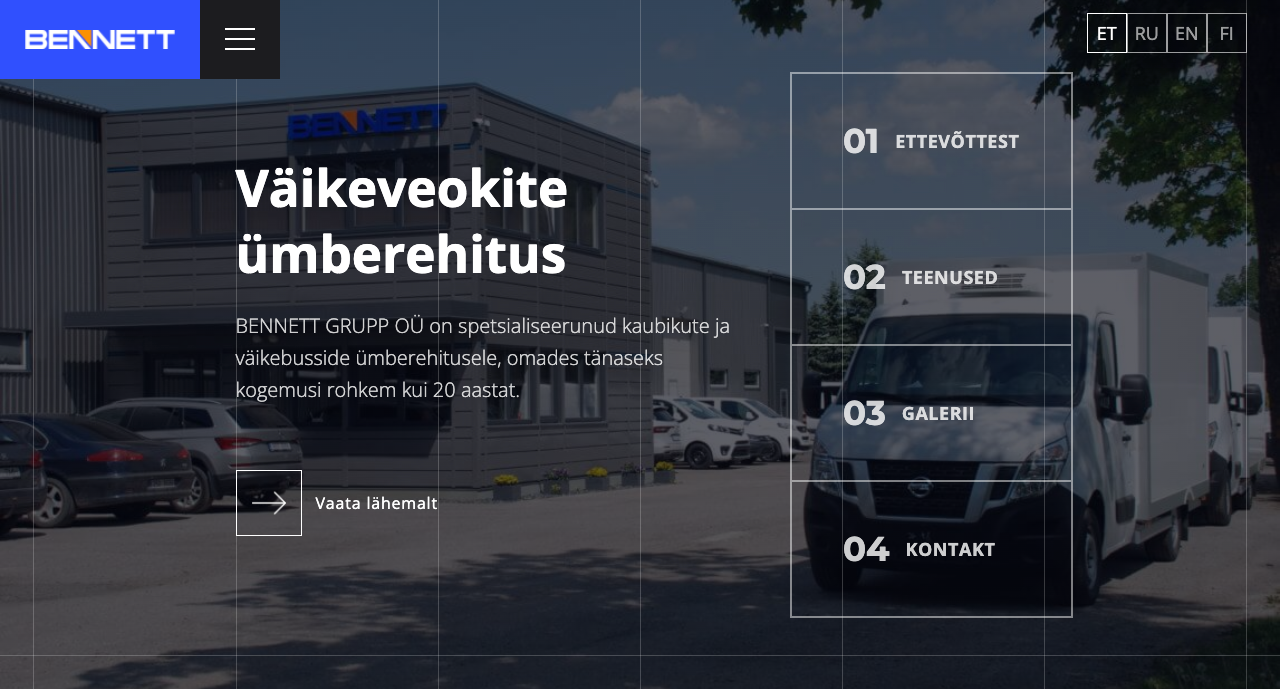 BENNETT
ET RU EN FI
BENNETT
Väikeveokite
ümberehitus
BENNETT GRUPP OÜ on spetsialiseerunud kaubikute ja
väikebusside ümberehitusele, omades tänaseks
kogemusi rohkem kui 20 aastat.
Vaata lähemalt
01 ETTEVÕTTEST
02 TEENUSED
03 GALERII
04 KONTAKT